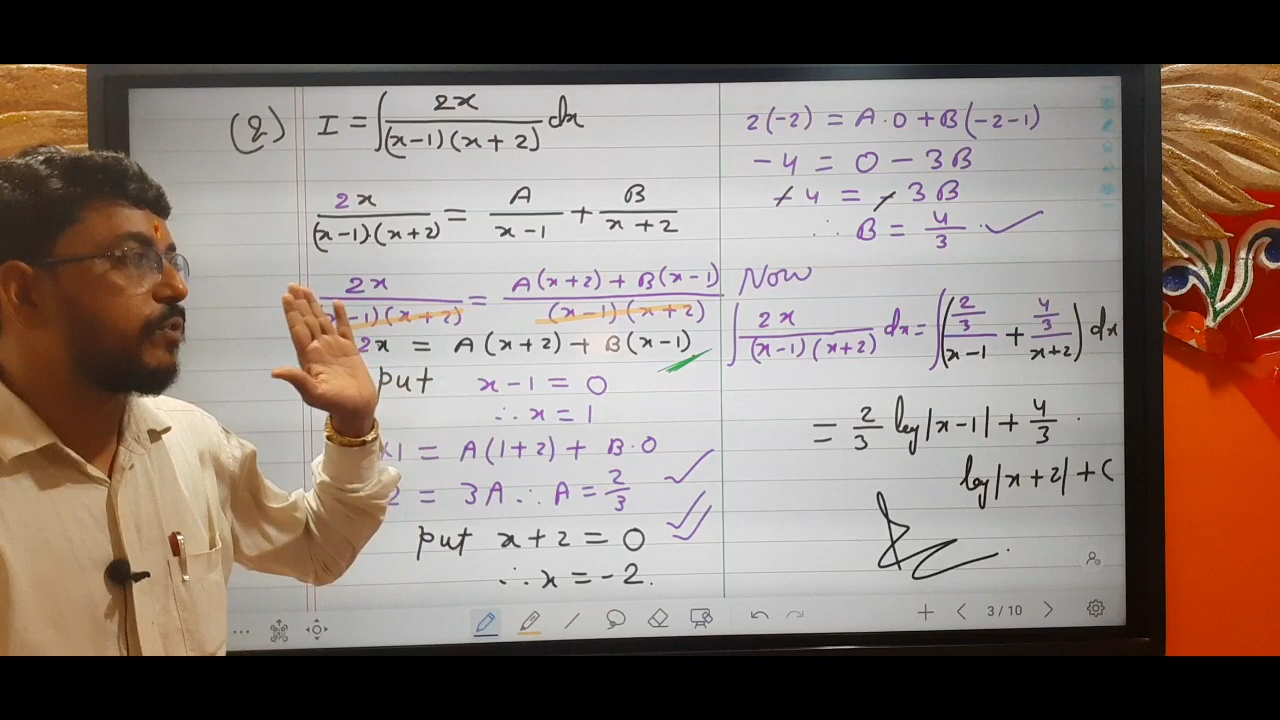 (2) I = ∫ 2x/((x-1)(x+2)) dx
2x/((x-1)(x+2)) = A/(x-1) + B/(x+2)
2x/((x-1)(x+2)) = (A(x+2) + B(x-1))/((x-1)(x+2))
2x = A(x+2) + B(x-1)
put x-1 = 0
∴ x = 1
×1 = A(1+2) + B·0
2 = 3A ∴ A = 2/3
put x+2 = 0
∴ x = -2.
2(-2) = A·0 + B(-2-1)
-4 = 0 - 3B
-4 = -3B
∴ B = 4/3
Now
∫ 2x/((x-1)(x+2)) dx = ∫ ((2/3)/(x-1) + (4/3)/(x+2)) dx
= 2/3 log|x-1| + 4/3 ·
log|x+2| + C
3 / 10